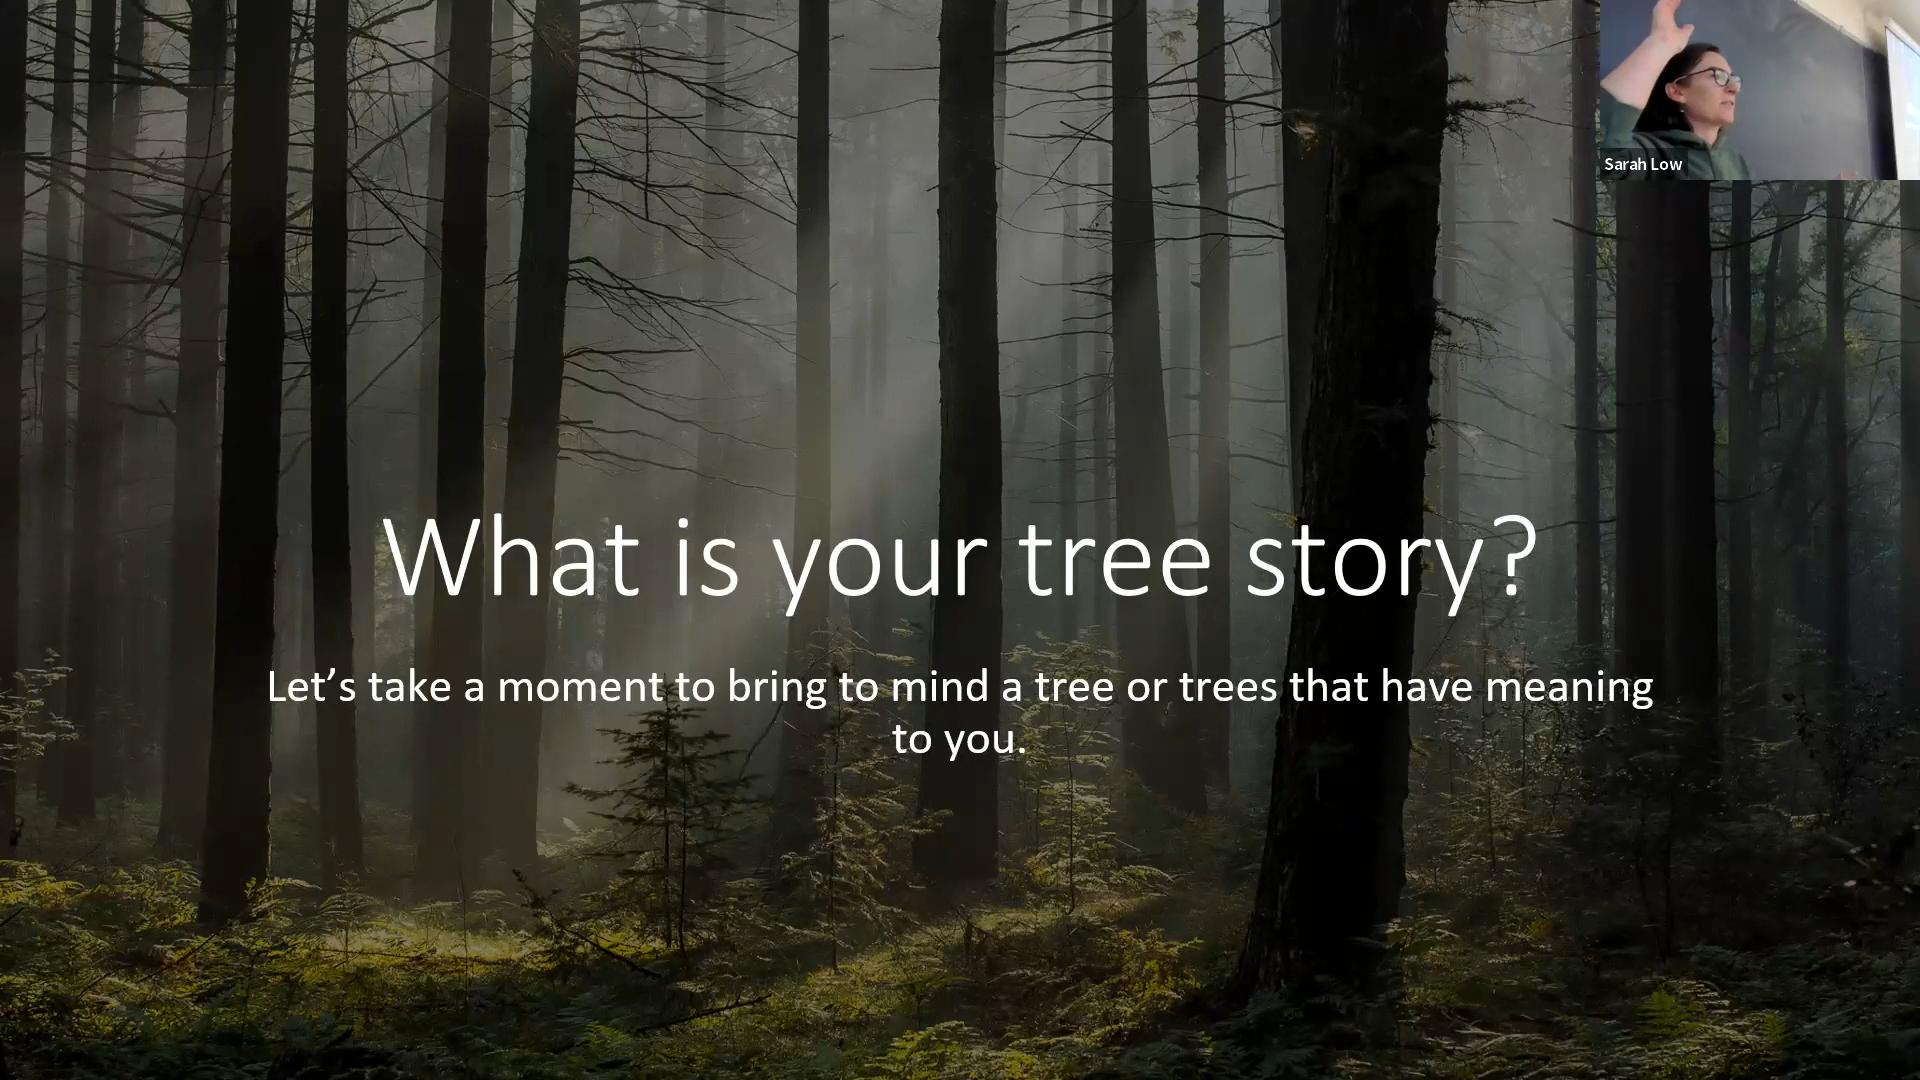 Sarah Low
What is your tree story?
Let’s take a moment to bring to mind a tree or trees that have meaning
to you.